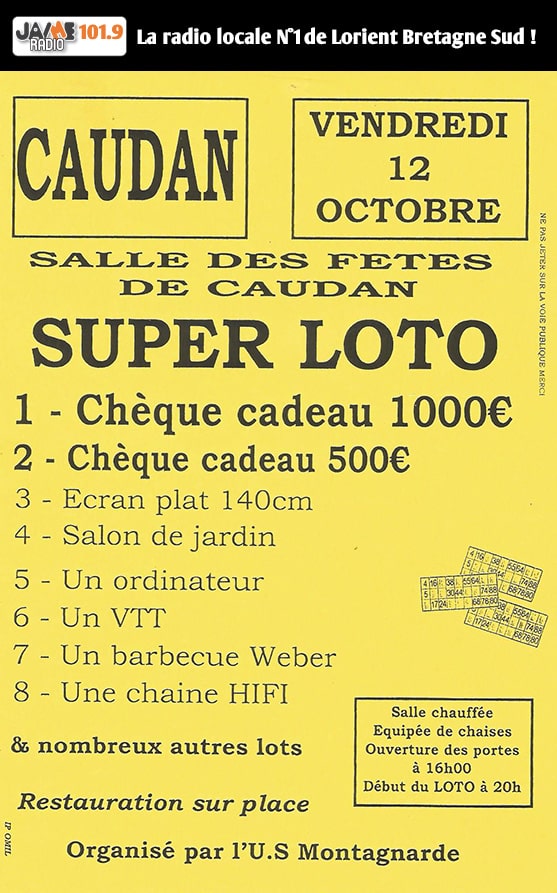 JAIME 101.9
RADIO
La radio locale N°1 de Lorient Bretagne Sud !
CAUDAN
VENDREDI
12
OCTOBRE
SALLE DES FETES
DE CAUDAN
SUPER LOTO
1 - Chèque cadeau 1000€
2 - Chèque cadeau 500€
3 - Ecran plat 140cm
4 - Salon de jardin
5 - Un ordinateur
6 - Un VTT
7 - Un barbecue Weber
8 - Une chaine HIFI
& nombreux autres lots
Restauration sur place
Organisé par l'U.S Montagnarde
Salle chauffée
Equipée de chaises
Ouverture des portes
à 16h00
Début du LOTO à 20h
NE PAS JETER SUR LA VOIE PUBLIQUE MERCI
IP OMIL